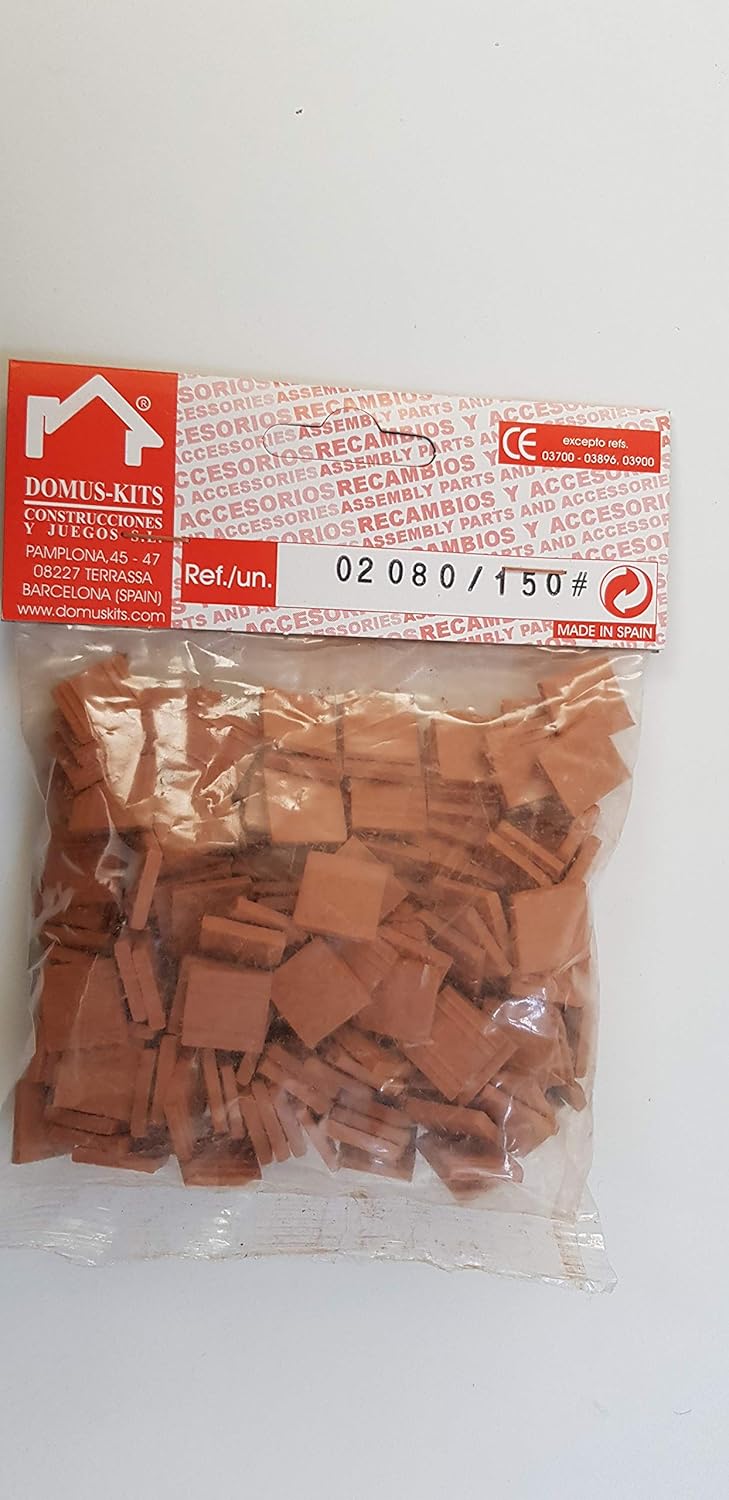 ®
DOMUS-KITS
CONSTRUCCIONES
Y JUEGOS S.L.
PAMPLONA, 45 - 47
08227 TERRASSA
BARCELONA (SPAIN)
www.domuskits.com
RECAMBIOS Y ACCESORIOS
ASSEMBLY PARTS AND ACCESSORIES
CE
excepto refs.
03700 - 03896, 03900
Ref./un.
02080/150#
MADE IN SPAIN